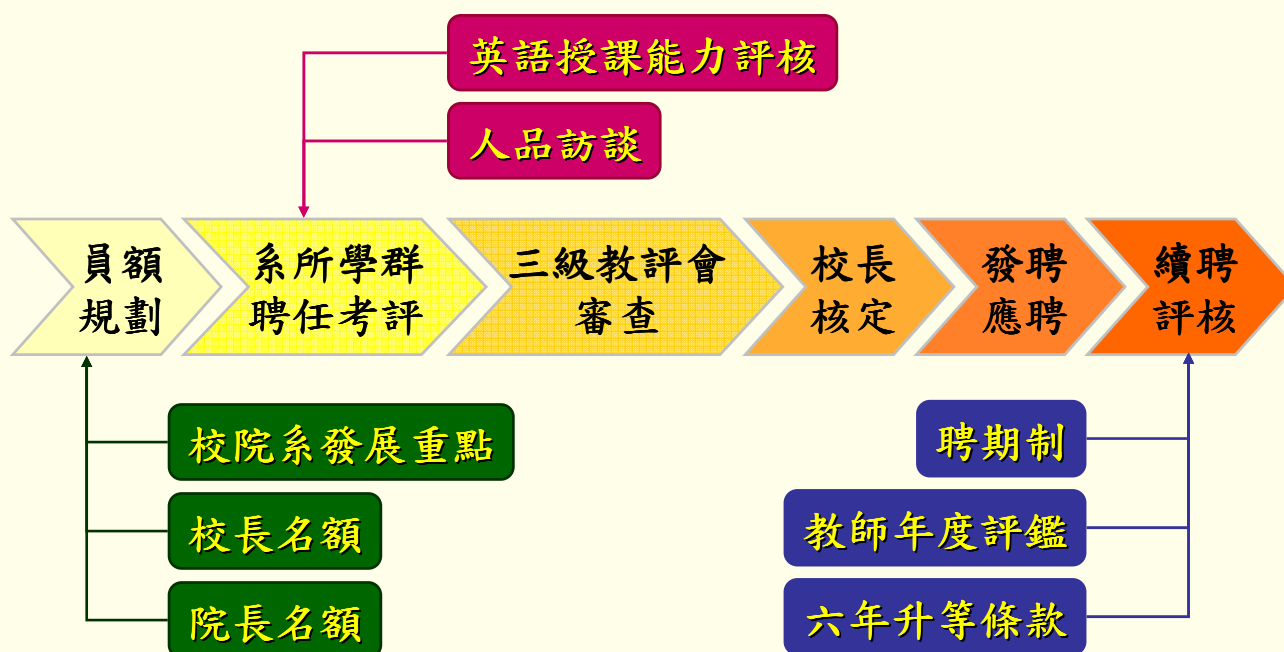 英語授課能力評核
人品訪談
員額
規劃
系所學群
聘任考評
三級教評會
審查
校長
核定
發聘
應聘
續聘
評核
校院系發展重點
校長名額
院長名額
聘期制
教師年度評鑑
六年升等條款